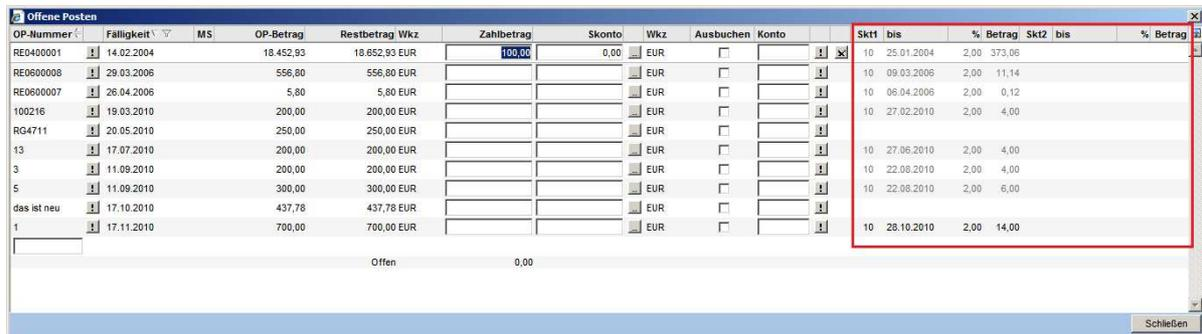 Offene Posten
OP-Nummer Fälligkeit MS OP-Betrag Restbetrag Wkz Zahlbetrag Skonto Wkz Ausbuchen Konto Skt1 bis % Betrag Skt2 bis % Betrag
RE0400001 ! 14.02.2004 18.452,93 18.652,93 EUR 100,00 0,00 ... EUR ! x 10 25.01.2004 2,00 373,06
RE0600008 ! 29.03.2006 556,80 556,80 EUR ... EUR ! 10 09.03.2006 2,00 11,14
RE0600007 ! 26.04.2006 5,80 5,80 EUR ... EUR ! 10 06.04.2006 2,00 0,12
100216 ! 19.03.2010 200,00 200,00 EUR ... EUR ! 10 27.02.2010 2,00 4,00
RG4711 ! 20.05.2010 250,00 250,00 EUR ... EUR !
13 ! 17.07.2010 200,00 200,00 EUR ... EUR ! 10 27.06.2010 2,00 4,00
3 ! 11.09.2010 200,00 200,00 EUR ... EUR ! 10 22.08.2010 2,00 4,00
5 ! 11.09.2010 300,00 300,00 EUR ... EUR ! 10 22.08.2010 2,00 6,00
das ist neu ! 17.10.2010 437,78 437,78 EUR ... EUR !
1 ! 17.11.2010 700,00 700,00 EUR ... EUR ! 10 28.10.2010 2,00 14,00
Offen 0,00
Schließen